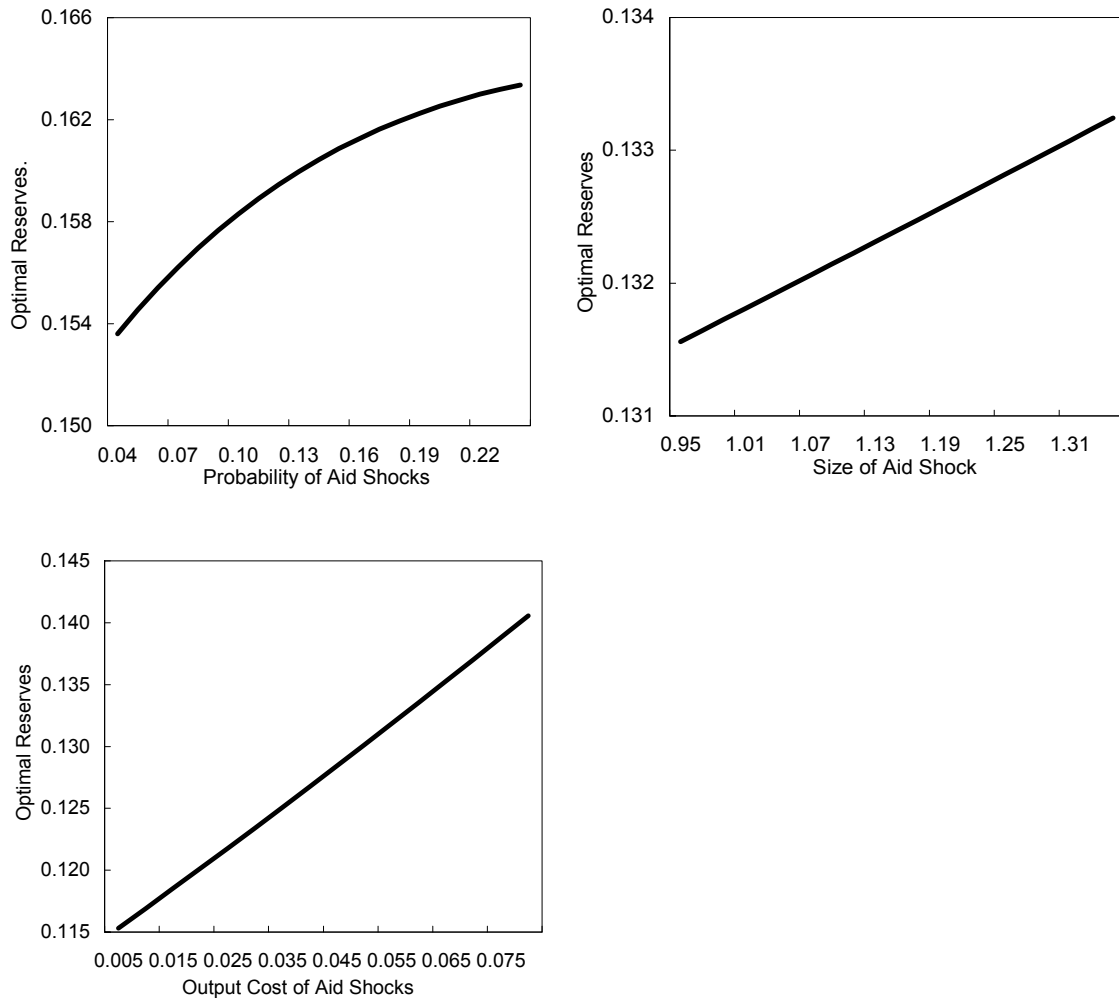 0.166
0.162
0.158
0.154
0.150
Optimal Reserves.
0.04 0.07 0.10 0.13 0.16 0.19 0.22
Probability of Aid Shocks
0.134
0.133
0.132
0.131
Optimal Reserves
0.95 1.01 1.07 1.13 1.19 1.25 1.31
Size of Aid Shock
0.145
0.140
0.135
0.130
0.125
0.120
0.115
Optimal Reserves
0.005 0.015 0.025 0.035 0.045 0.055 0.065 0.075
Output Cost of Aid Shocks